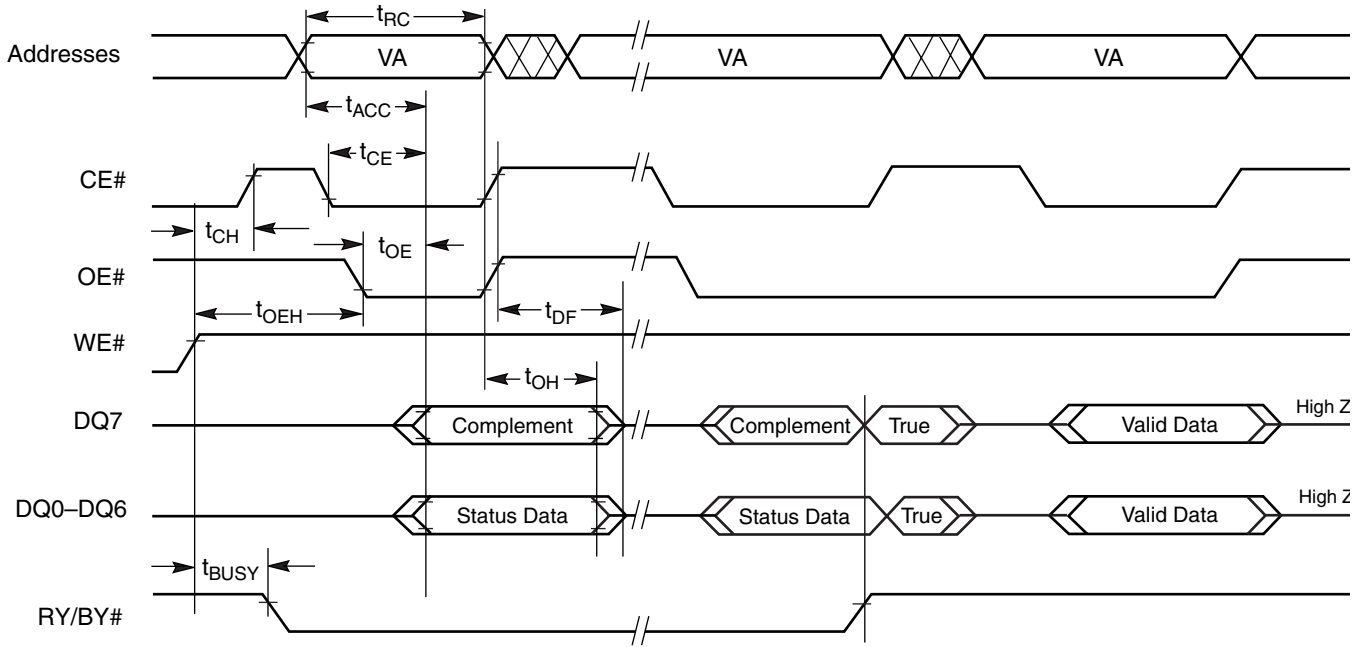 tRC
Addresses VA VA VA
tACC
tCE
CE#
tCH tOE
OE#
tOEH tDF
WE#
tOH
DQ7 Complement Complement True Valid Data High Z
DQ0–DQ6 Status Data Status Data True Valid Data High Z
tBUSY
RY/BY#